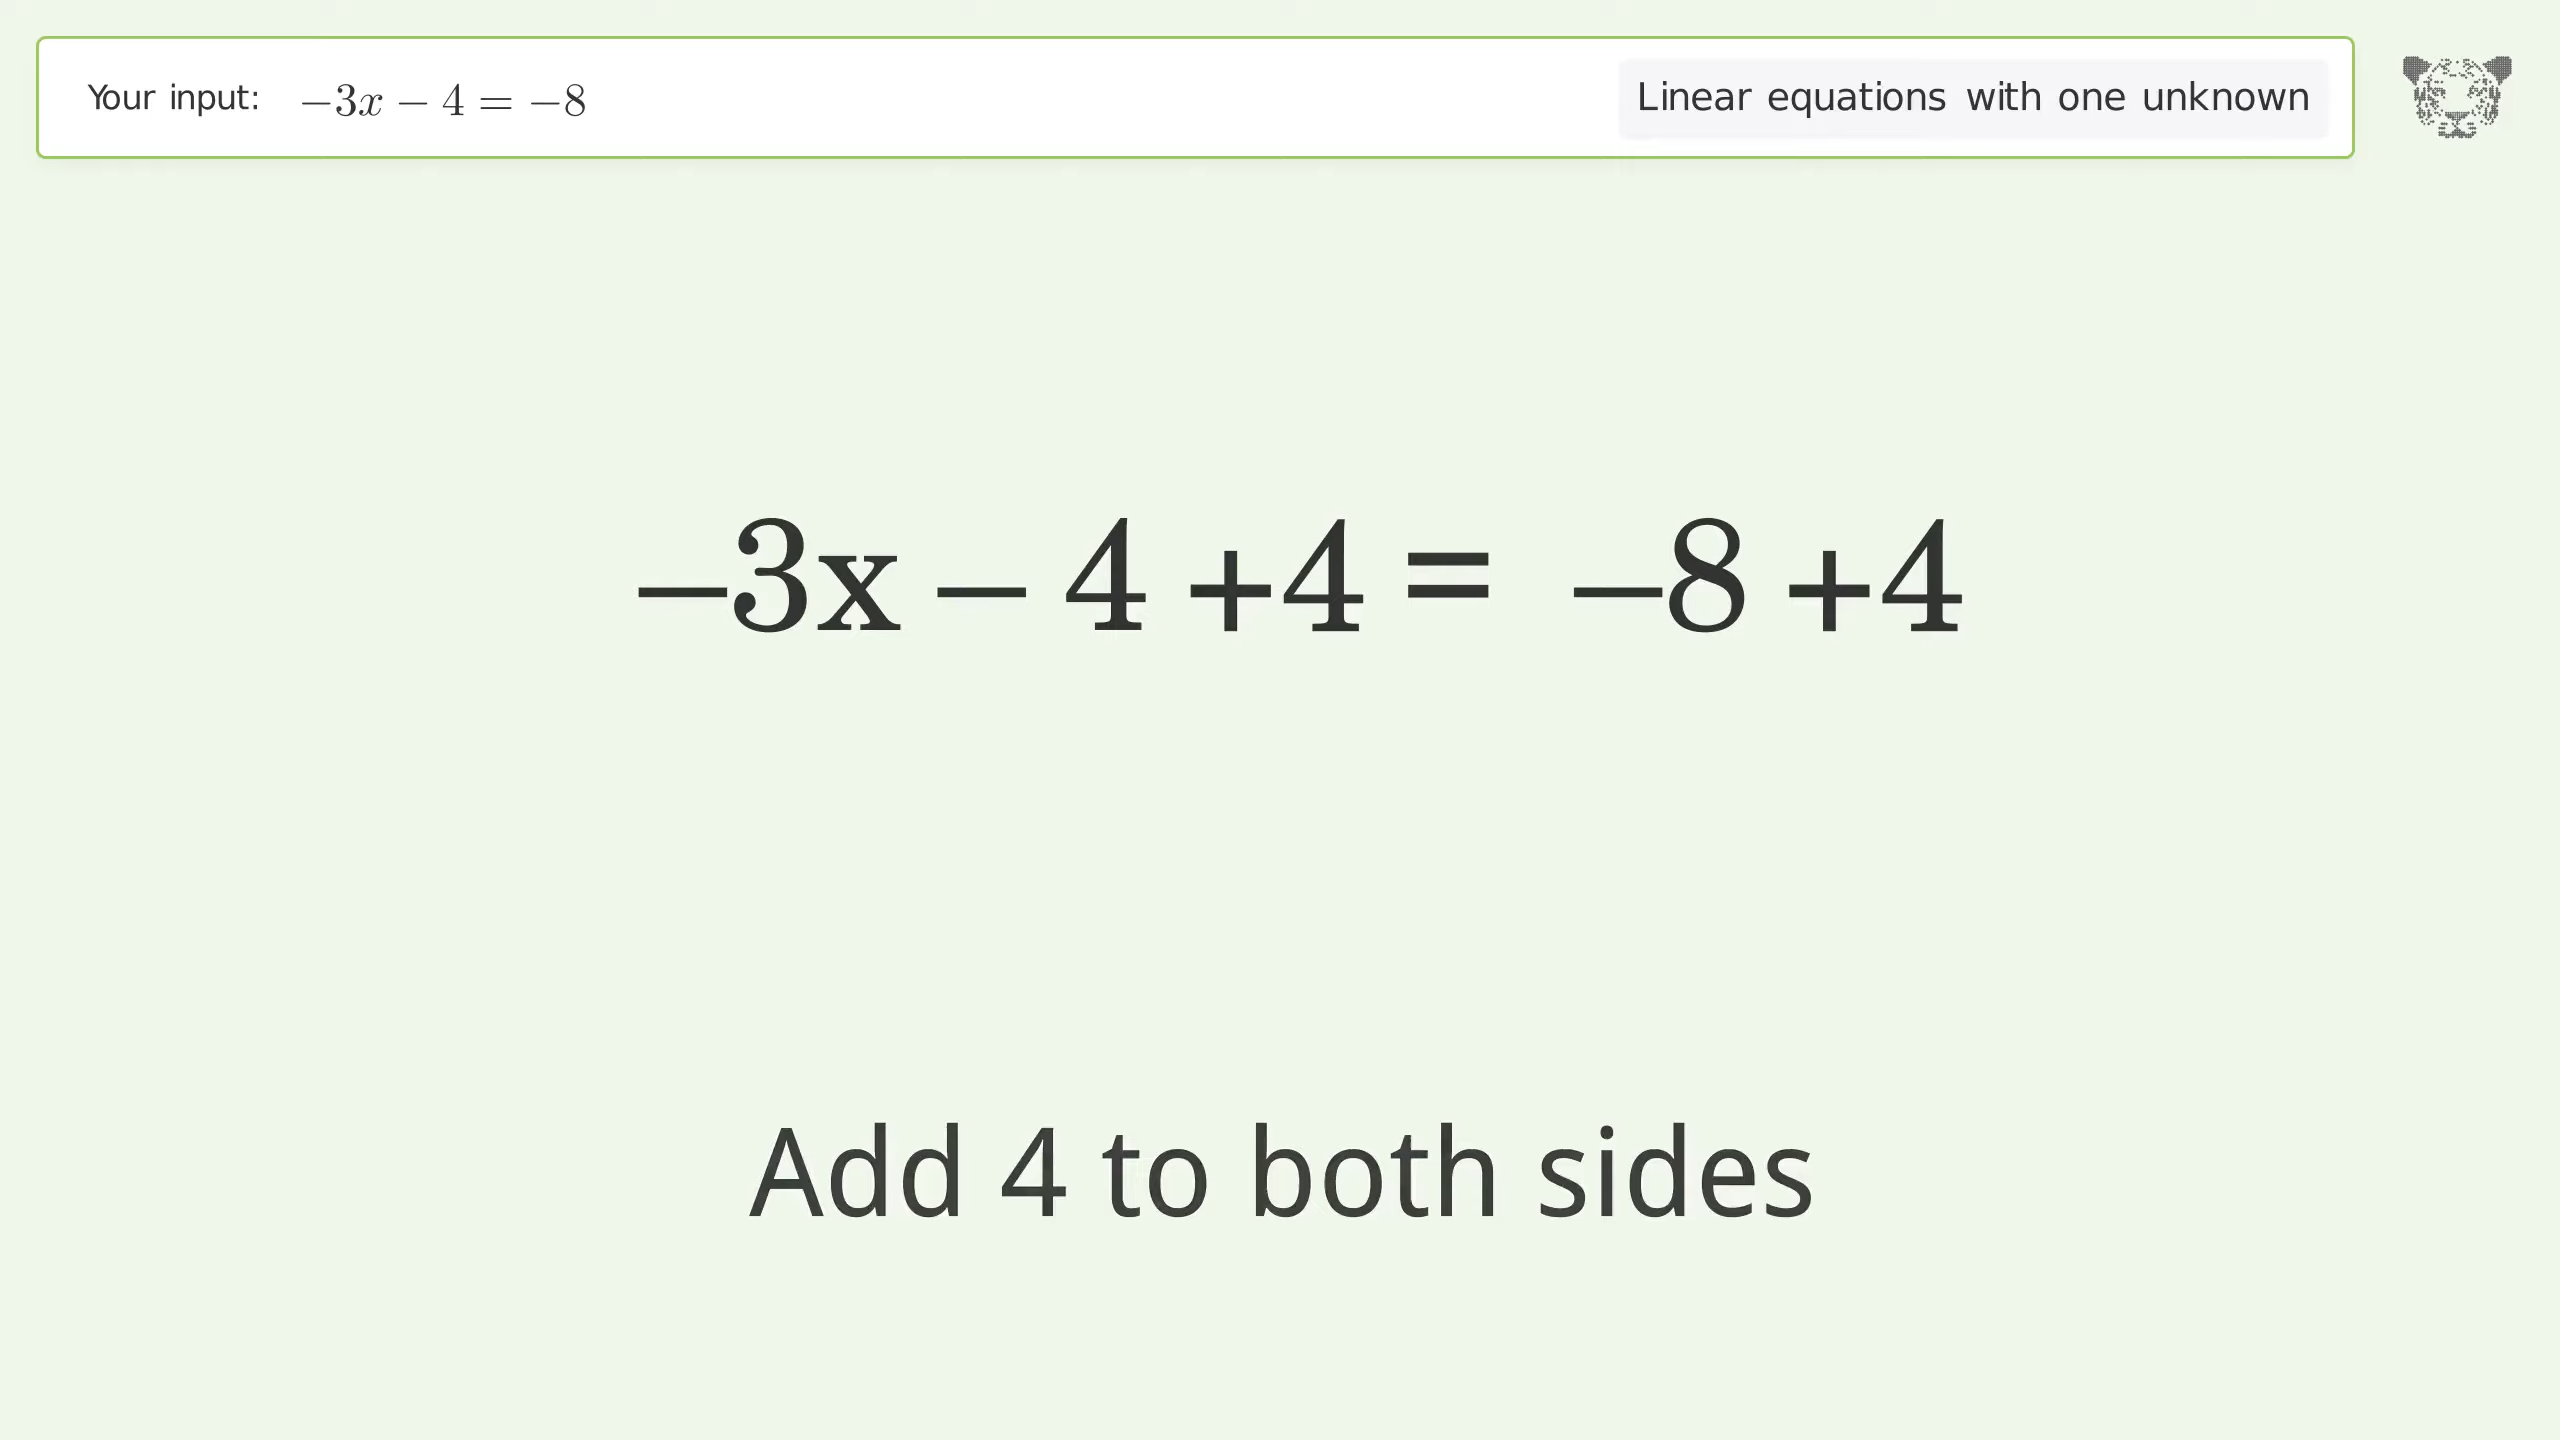 Your input: −3x − 4 = −8 Linear equations with one unknown
−3x − 4 +4 = −8 +4
Add 4 to both sides